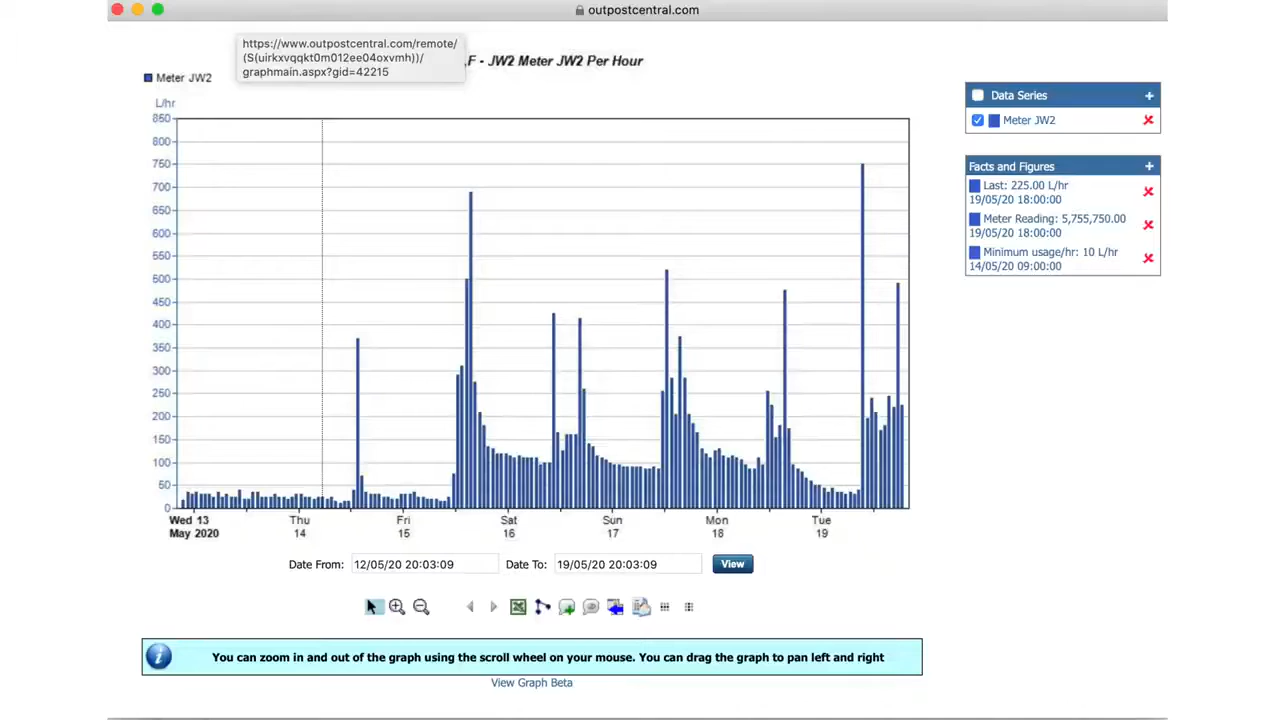 outpostcentral.com
https://www.outpostcentral.com/remote/
(S(uirkxvqqkt0m012ee04oxvmh))/
graphmain.aspx?gid=42215
F - JW2 Meter JW2 Per Hour
Meter JW2
L/hr
850
800
750
700
650
600
550
500
450
400
350
300
250
200
150
100
50
0
Wed 13 Thu Fri Sat Sun Mon Tue
May 2020 14 15 16 17 18 19
Data Series +
Meter JW2
Facts and Figures +
Last: 225.00 L/hr
19/05/20 18:00:00
Meter Reading: 5,755,750.00
19/05/20 18:00:00
Minimum usage/hr: 10 L/hr
14/05/20 09:00:00
Date From: 12/05/20 20:03:09 Date To: 19/05/20 20:03:09 View
You can zoom in and out of the graph using the scroll wheel on your mouse. You can drag the graph to pan left and right
View Graph Beta